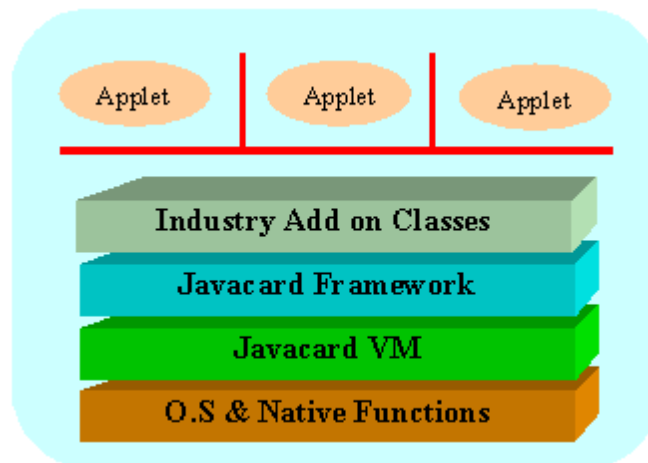 Applet
Applet
Applet
Industry Add on Classes
Javacard Framework
Javacard VM
O.S & Native Functions